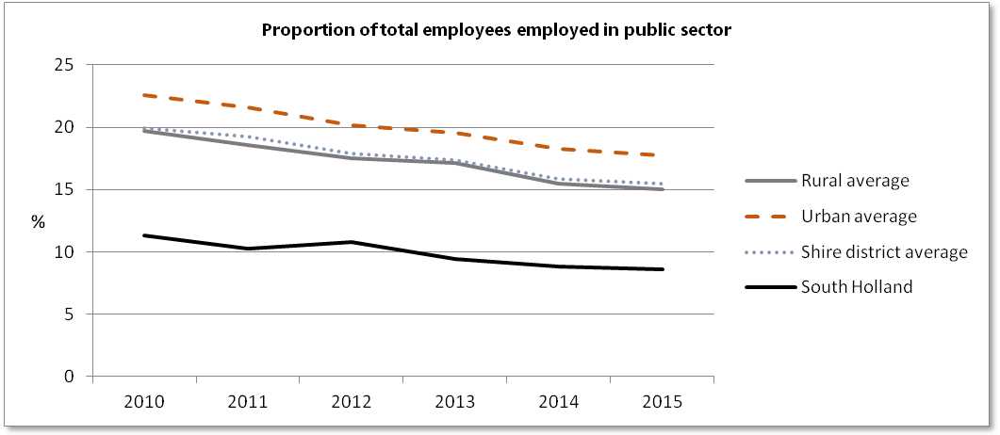 Proportion of total employees employed in public sector
25
20
15
10
5
0
%
2010 2011 2012 2013 2014 2015
Rural average
Urban average
Shire district average
South Holland